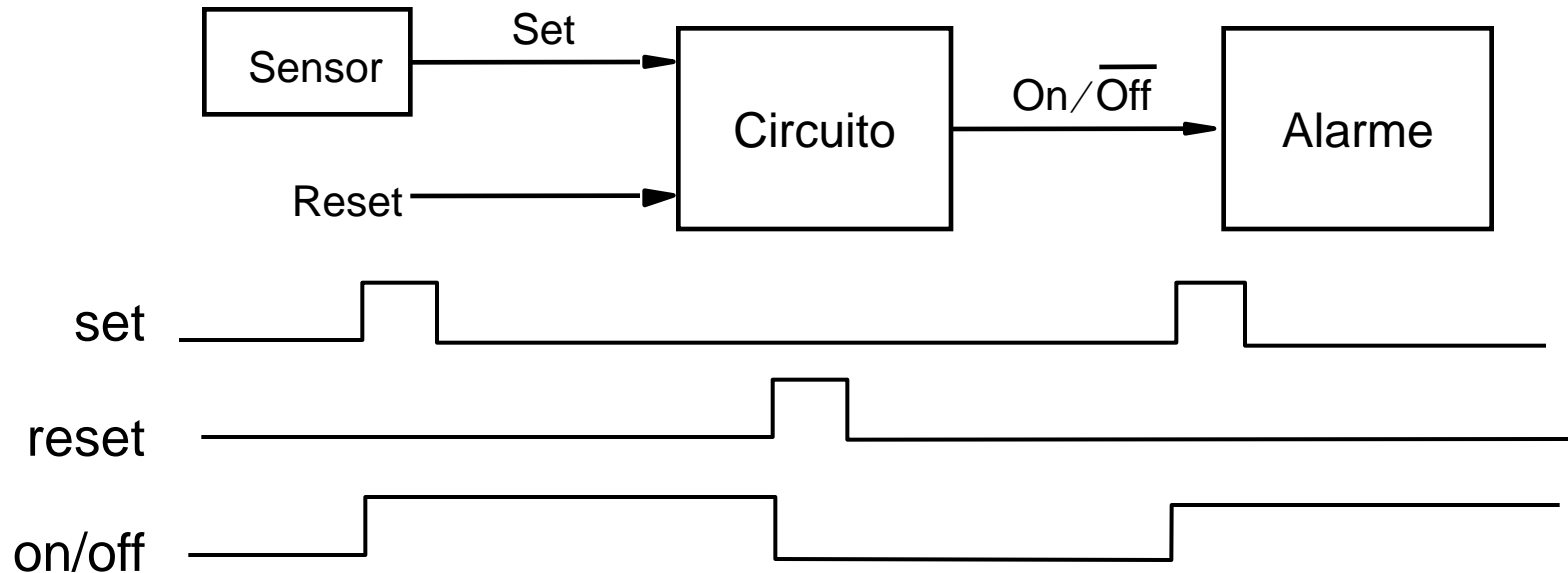 Set
Sensor
On/Off
Circuito
Alarme
Reset
set
reset
on/off